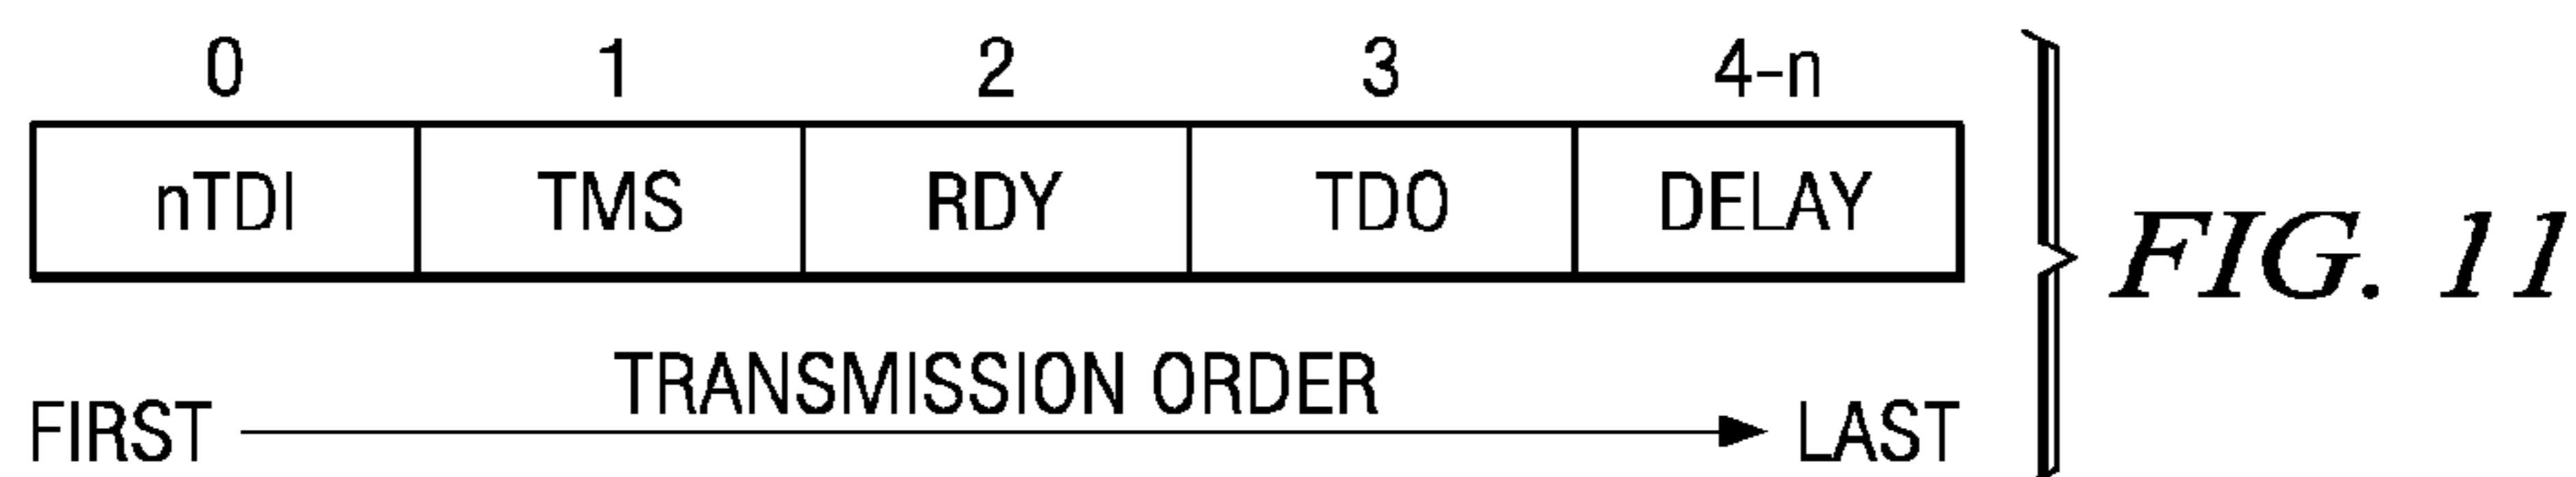 0 1 2 3 4-n
nTDI TMS RDY TDO DELAY
FIG. 11
TRANSMISSION ORDER
FIRST LAST